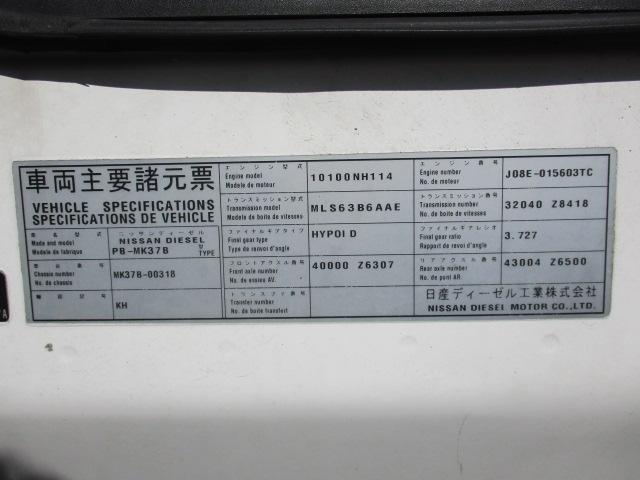 車両主要諸元票
VEHICLE SPECIFICATIONS
SPECIFICATIONS DE VEHICLE
車名型式
Made and model
Modele de fabrique
ニッサンディーゼル
NISSAN DIESEL
PB-MK37B
型
TYPE
車台番号
Chassis number
No. de chassis
MK37B-00318
KH
エンジン型式
Engine model
Modele de moteur
10100NH114
トランスミッション型式
Transmission model
Modele de boite de vitesses
MLS63B6AAE
ファイナルギアタイプ
Final gear type
Type de renvoi d'angle
HYPOI D
フロントアクスル番号
Front axle number
No. de essieu AV.
40000 Z6307
トランスファ番号
Transfer number
No. de boite transfert
エンジン番号
Engine number
No. de moteur
J08E-015603TC
トランスミッション番号
Transmission number
No. de boite de vitesses
32040 Z8418
ファイナルギアレシオ
Final gear ratio
Rapport de renvoi d'angle
3.727
リアアクスル番号
Rear axle number
No. de pont AR.
43004 Z6500
日産ディーゼル工業株式会社
NISSAN DIESEL MOTOR CO.,LTD.